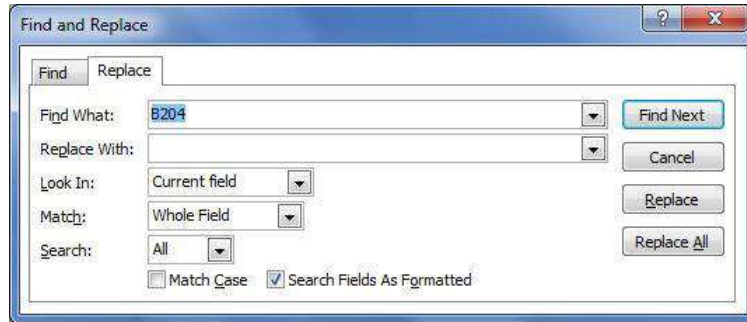 Find and Replace
Find Replace
Find What: B204 Find Next
Replace With: Cancel
Look In: Current field
Match: Whole Field Replace
Search: All Replace All
Match Case Search Fields As Formatted